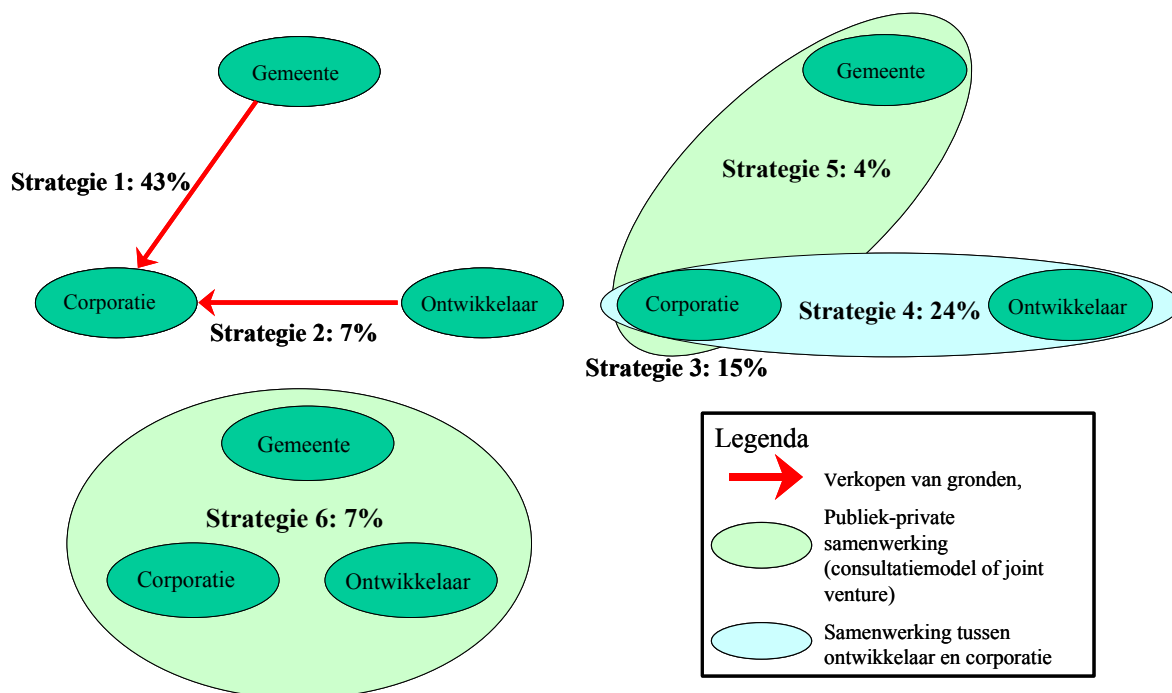 Gemeente
Strategie 1: 43%
Corporatie
Ontwikkelaar
Strategie 2: 7%
Gemeente
Strategie 5: 4%
Corporatie
Strategie 4: 24%
Ontwikkelaar
Strategie 3: 15%
Gemeente
Strategie 6: 7%
Corporatie
Ontwikkelaar
Legenda
Verkopen van gronden,
Publiek-private
samenwerking
(consultatiemodel of joint
venture)
Samenwerking tussen
ontwikkelaar en corporatie